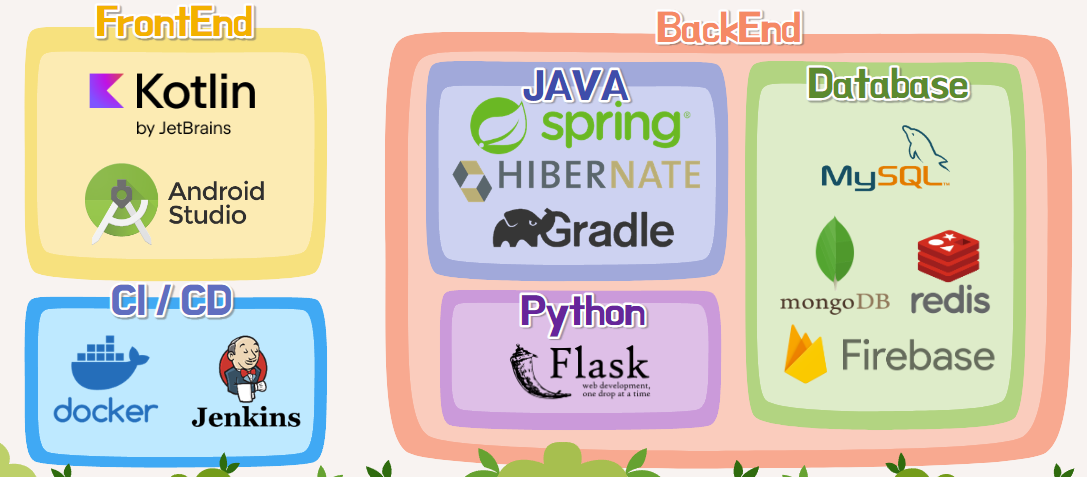 FrontEnd
Kotlin
by JetBrains
Android
Studio
CI / CD
docker
Jenkins
BackEnd
JAVA
spring®
HIBERNATE
Gradle
Python
Flask
web development,
one drop at a time
Database
MySQL™
mongoDB
redis
Firebase